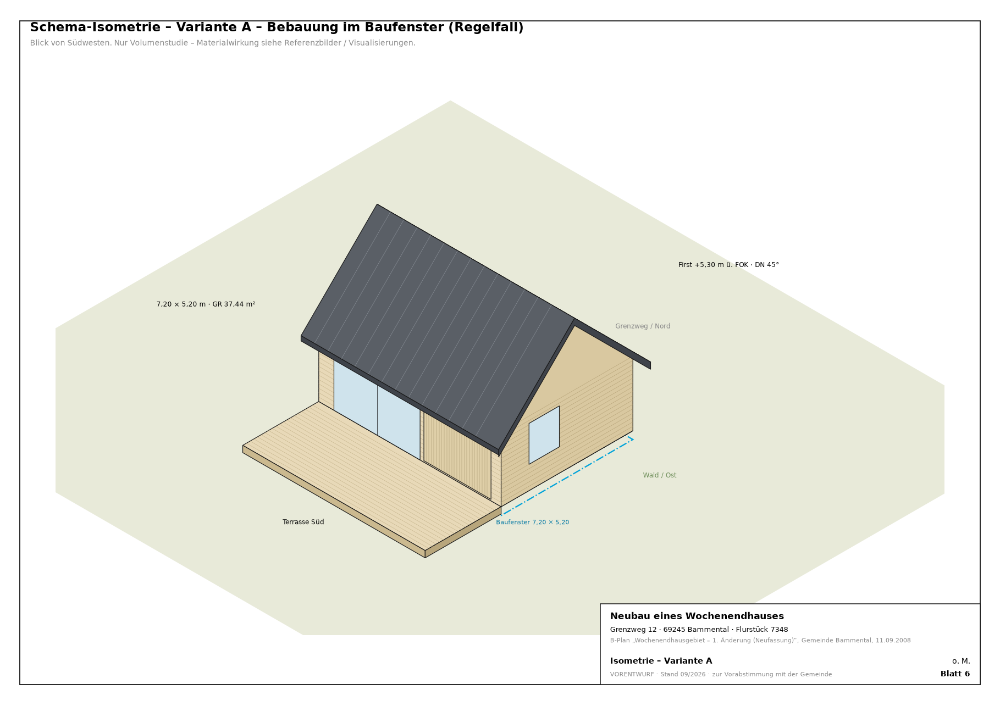 Schema-Isometrie – Variante A – Bebauung im Baufenster (Regelfall)
Blick von Südwesten. Nur Volumenstudie – Materialwirkung siehe Referenzbilder / Visualisierungen.
First +5,30 m ü. FOK · DN 45°
7,20 × 5,20 m · GR 37,44 m²
Grenzweg / Nord
Wald / Ost
Terrasse Süd
Baufenster 7,20 × 5,20
Neubau eines Wochenendhauses
Grenzweg 12 · 69245 Bammental · Flurstück 7348
B-Plan „Wochenendhausgebiet – 1. Änderung (Neufassung)“, Gemeinde Bammental, 11.09.2008
Isometrie – Variante A
o. M.
VORENTWURF · Stand 09/2026 · zur Vorabstimmung mit der Gemeinde
Blatt 6